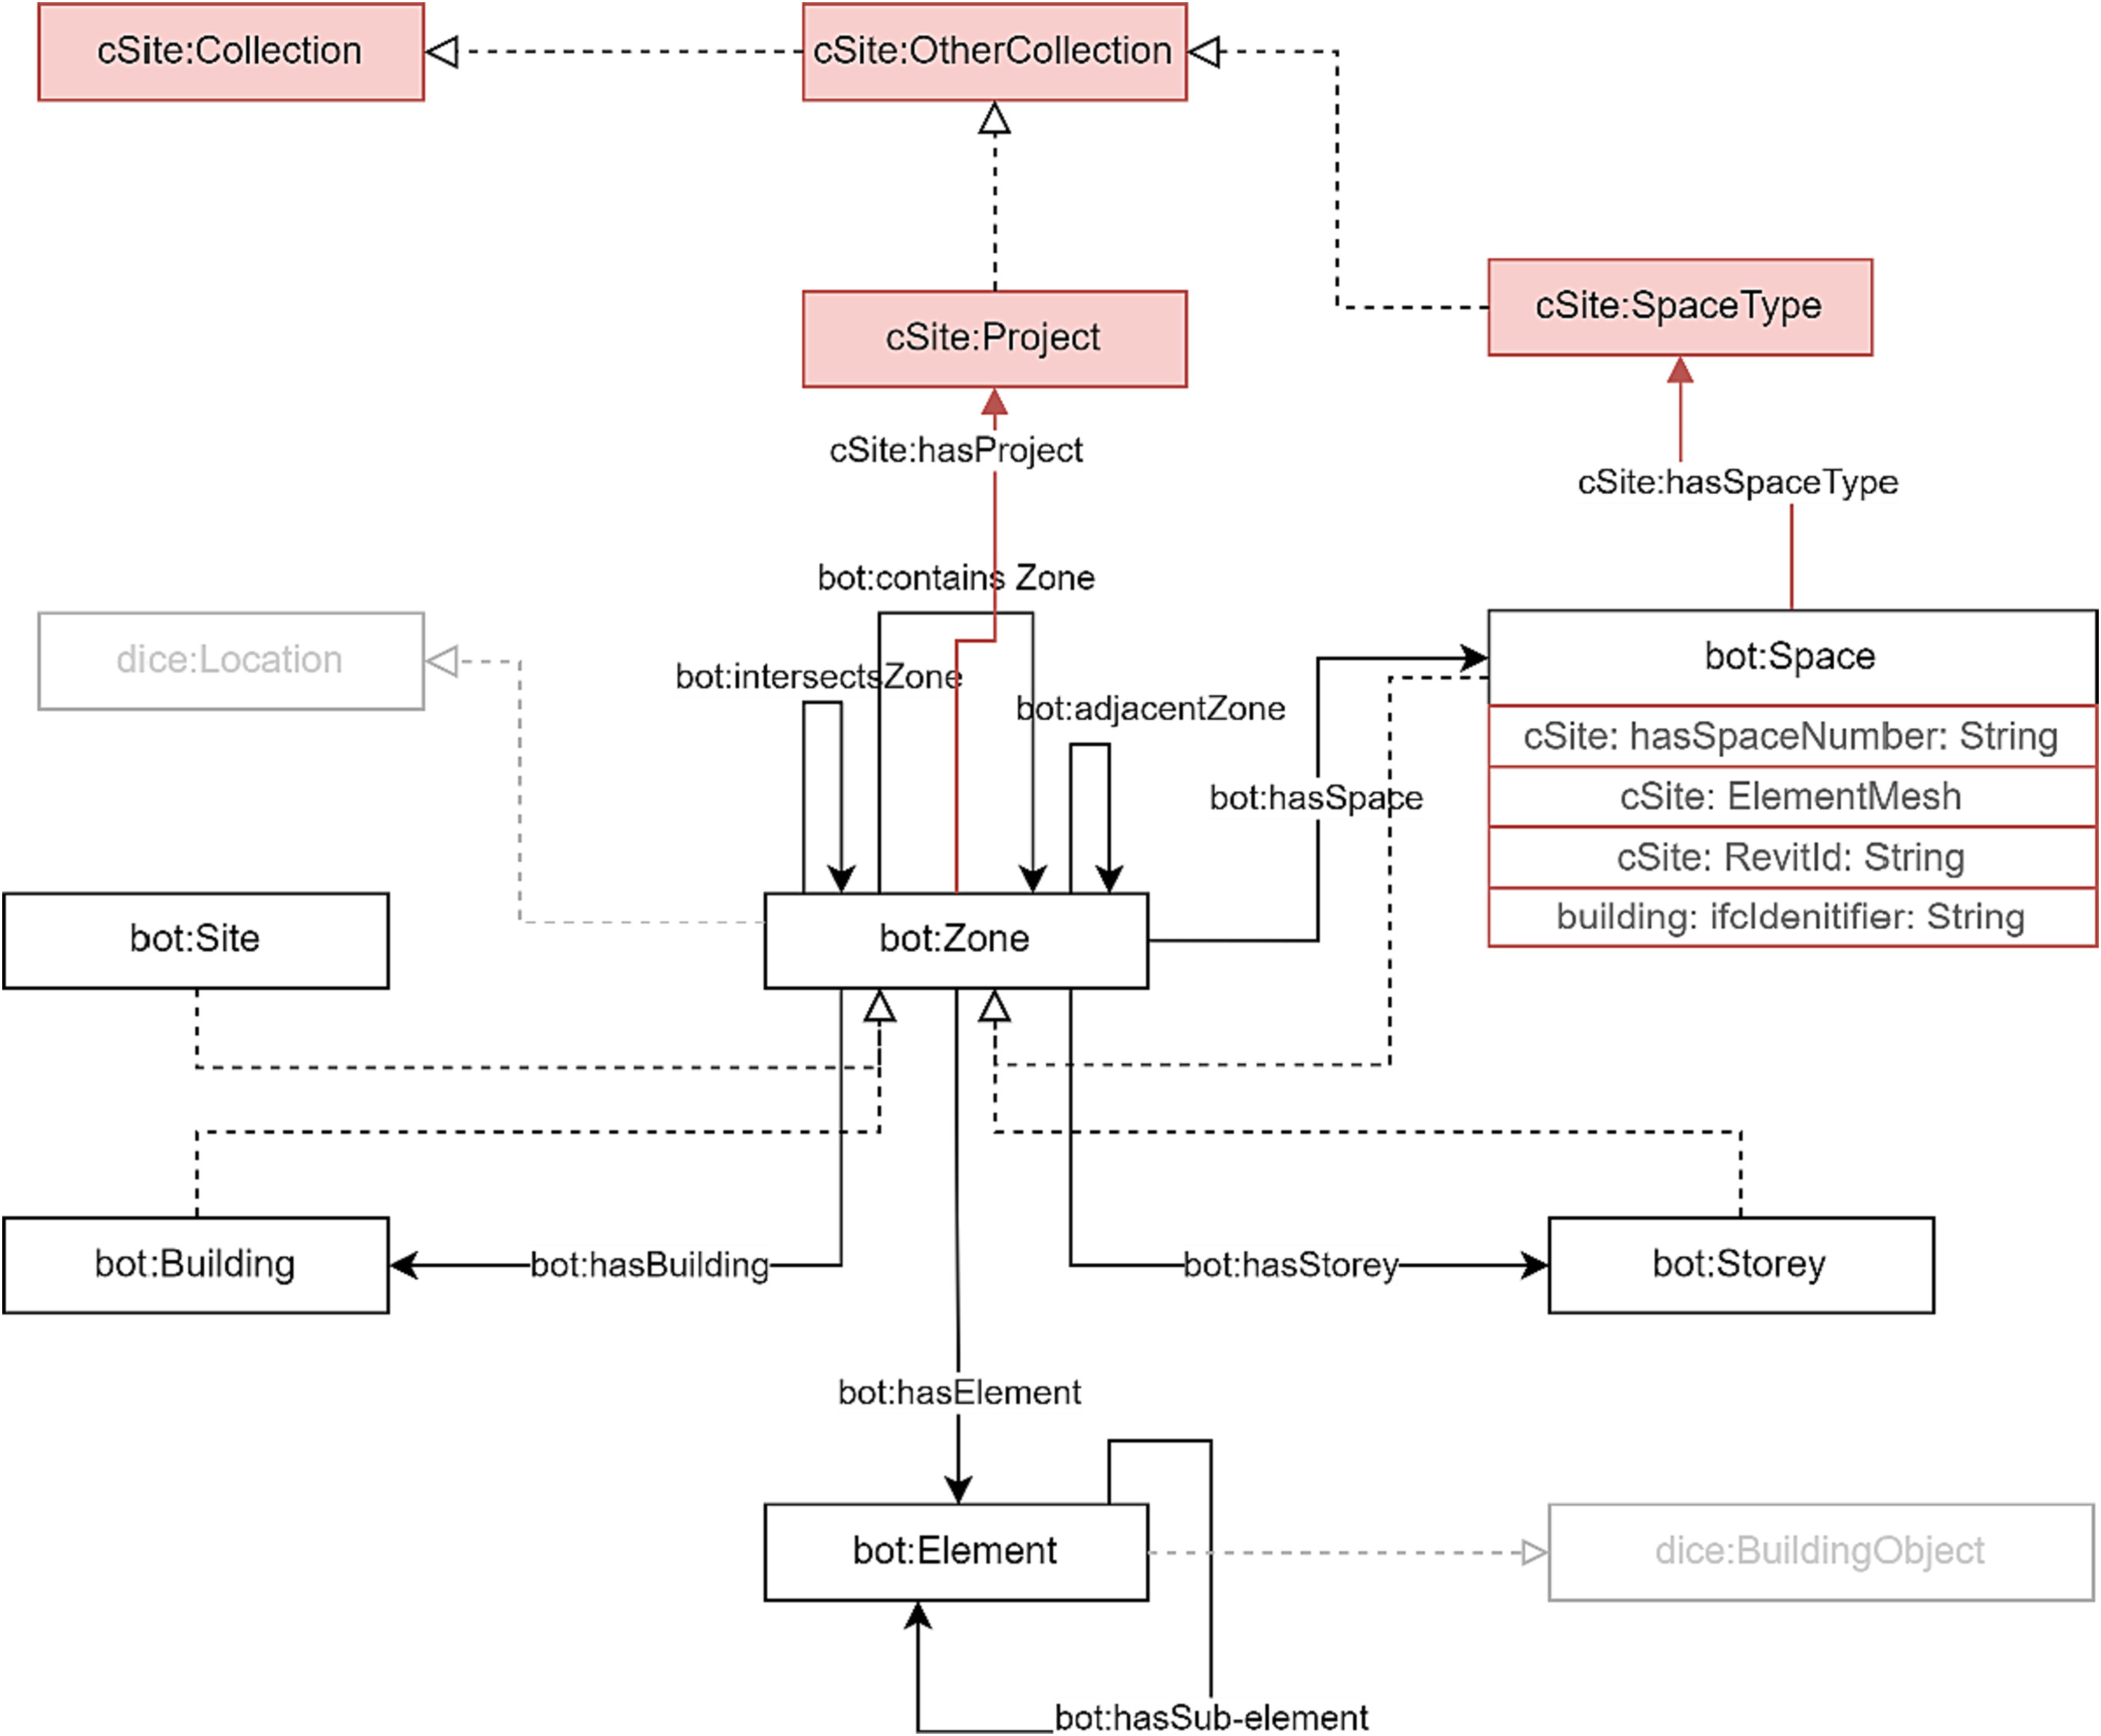 cSite:Collection
cSite:OtherCollection
cSite:SpaceType
cSite:Project
cSite:hasProject
cSite:hasSpaceType
bot:contains Zone
dice:Location
bot:intersectsZone
bot:adjacentZone
bot:Space
cSite: hasSpaceNumber: String
cSite: ElementMesh
cSite: RevitId: String
building: ifcIdenitifier: String
bot:hasSpace
bot:Site
bot:Zone
bot:Building
bot:hasBuilding
bot:hasStorey
bot:Storey
bot:hasElement
bot:Element
dice:BuildingObject
bot:hasSub-element